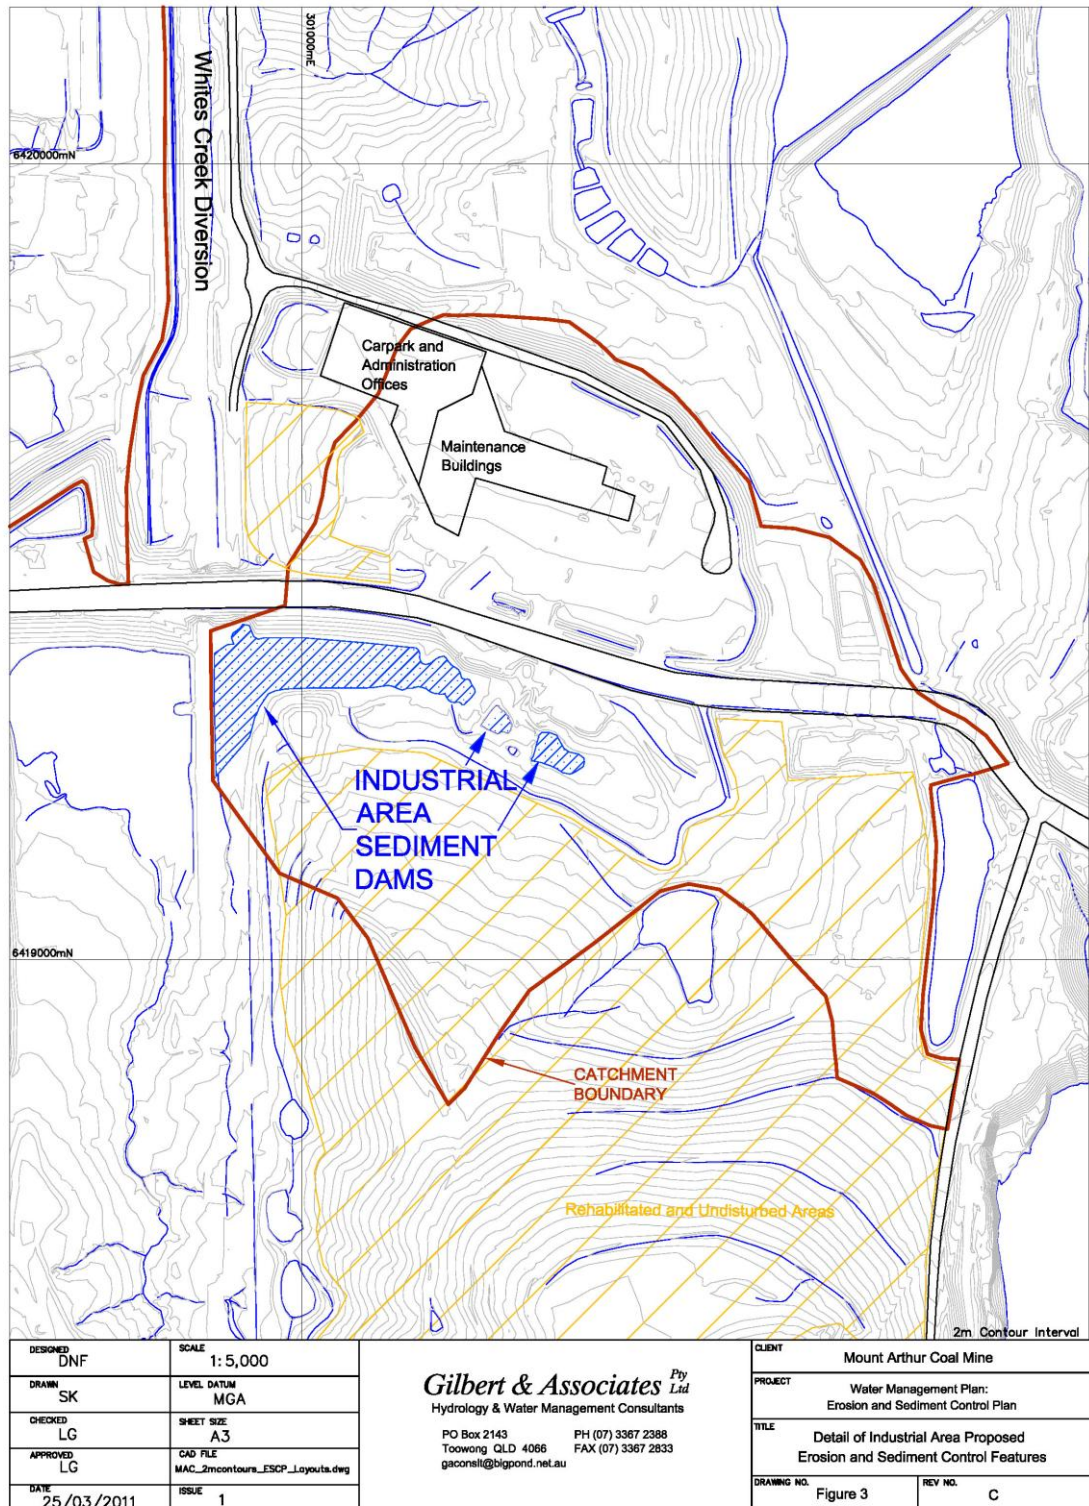 301000mE
Whites Creek Diversion
6420000mN
Carpark and
Administration
Offices
Maintenance
Buildings
INDUSTRIAL
AREA
SEDIMENT
DAMS
6419000mN
CATCHMENT
BOUNDARY
Rehabilitated and Undisturbed Areas
2m Contour Interval
DESIGNED
DNF
SCALE
1: 5,000
DRAWN
SK
LEVEL DATUM
MGA
CHECKED
LG
SHEET SIZE
A3
APPROVED
LG
CAD FILE
MAC_2mcontours_ESCP_Layouts.dwg
DATE
25/03/2011
ISSUE
1
Gilbert & Associates Pty Ltd
Hydrology & Water Management Consultants
PO Box 2143
Toowong QLD 4066
gaconslt@bigpond.net.au
PH (07) 3367 2388
FAX (07) 3367 2833
CLIENT
Mount Arthur Coal Mine
PROJECT
Water Management Plan:
Erosion and Sediment Control Plan
TITLE
Detail of Industrial Area Proposed
Erosion and Sediment Control Features
DRAWING NO.
Figure 3
REV NO.
C